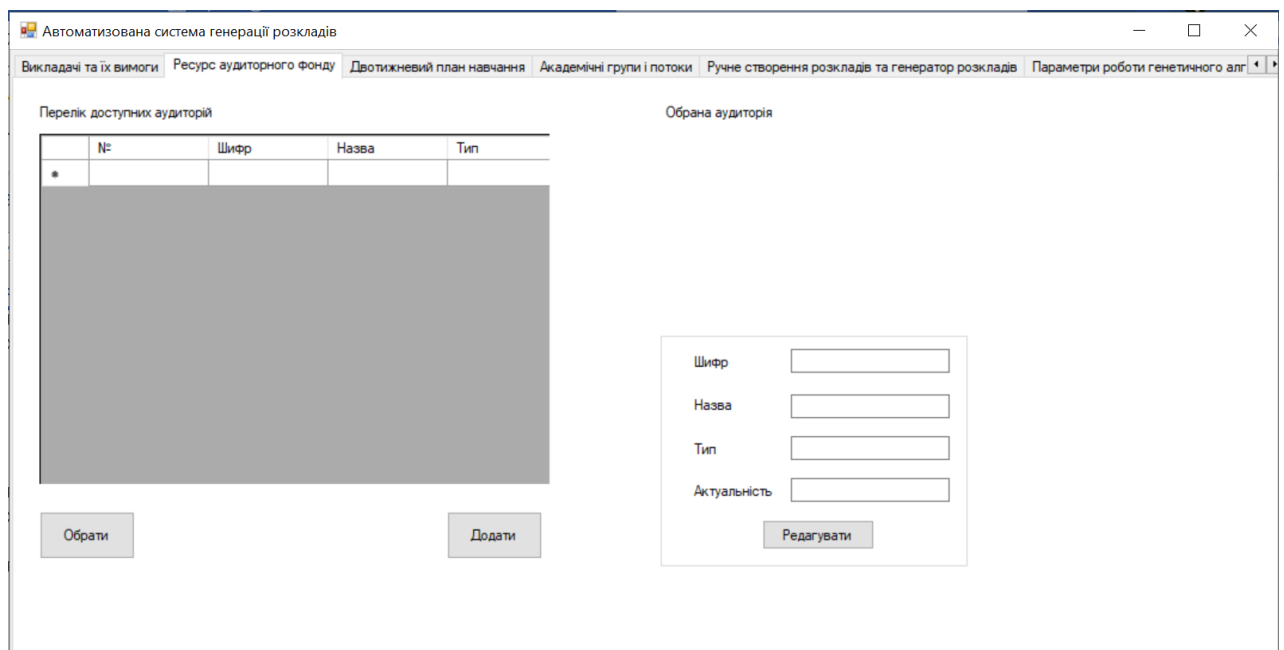 Автоматизована система генерації розкладів
Викладачі та їх вимоги Ресурс аудиторного фонду Двотижневий план навчання Академічні групи і потоки Ручне створення розкладів та генератор розкладів Параметри роботи генетичного алг
Перелік доступних аудиторій Обрана аудиторія
№ Шифр Назва Тип
*
Шифр
Назва
Тип
Актуальність
Обрати Додати Редагувати